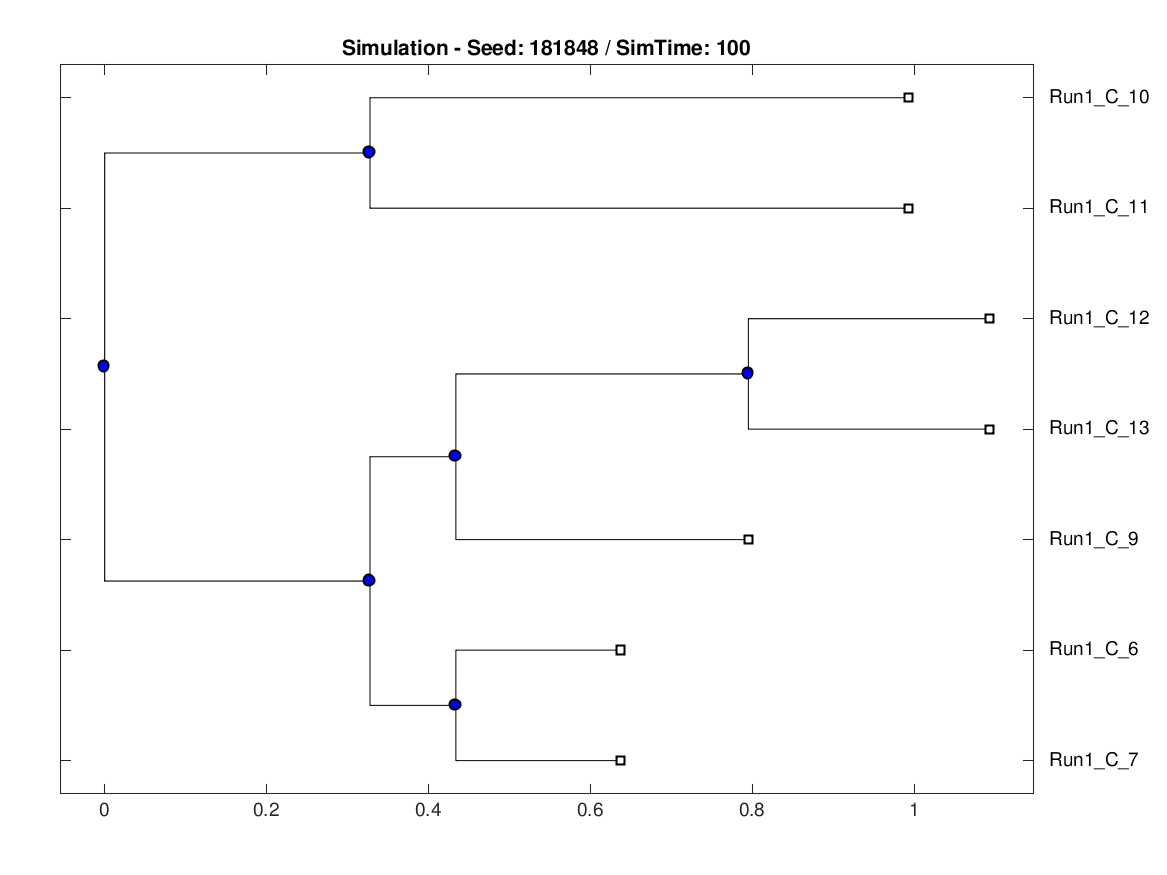 Simulation - Seed: 181848 / SimTime: 100
Run1_C_10
Run1_C_11
Run1_C_12
Run1_C_13
Run1_C_9
Run1_C_6
Run1_C_7
0 0.2 0.4 0.6 0.8 1